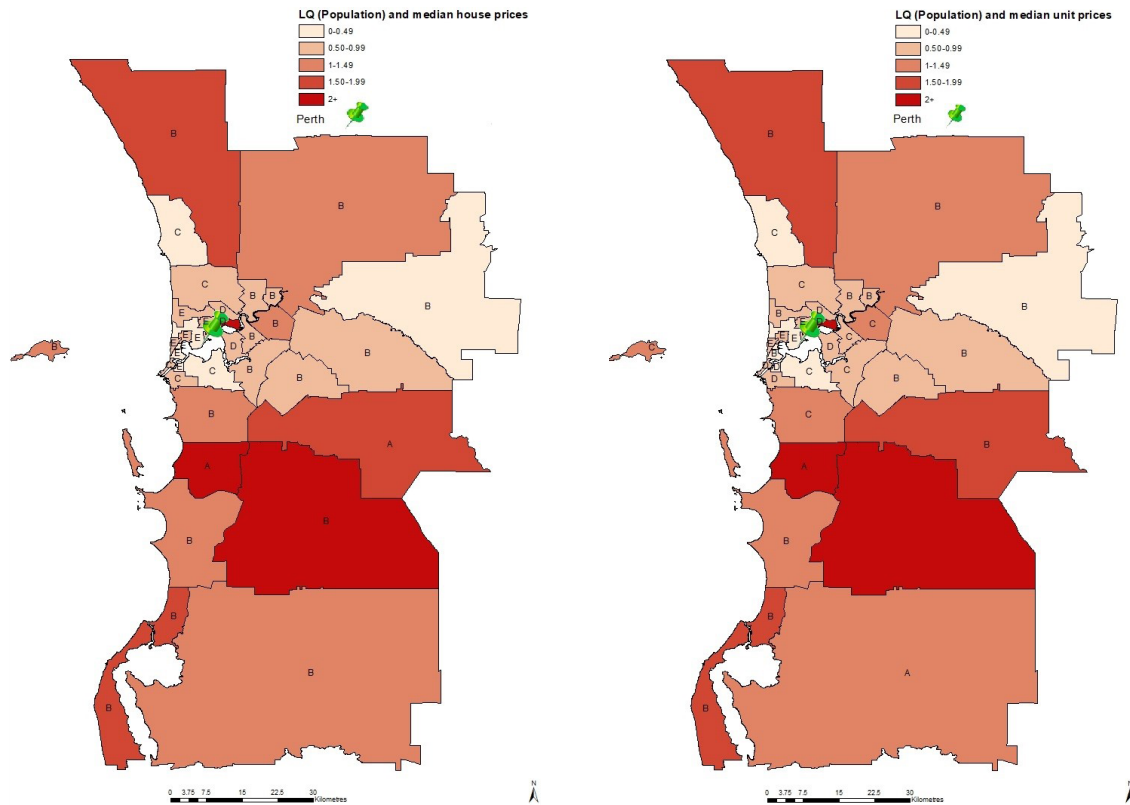 LQ (Population) and median house prices
0-0.49
0.50-0.99
1-1.49
1.50-1.99
2+
Perth
B
B
C
B
C
B
B
E
B
E
B
E
B
D
B
C
C
B
B
B
A
A
B
B
B
B
B
N
0 3.75 7.5 15 22.5 30
Kilometres
LQ (Population) and median unit prices
0-0.49
0.50-0.99
1-1.49
1.50-1.99
2+
Perth
B
B
C
B
C
B
B
D
B
E
C
E
C
C
D
C
C
B
B
C
B
A
B
B
A
B
N
0 3.75 7.5 15 22.5 30
Kilometres